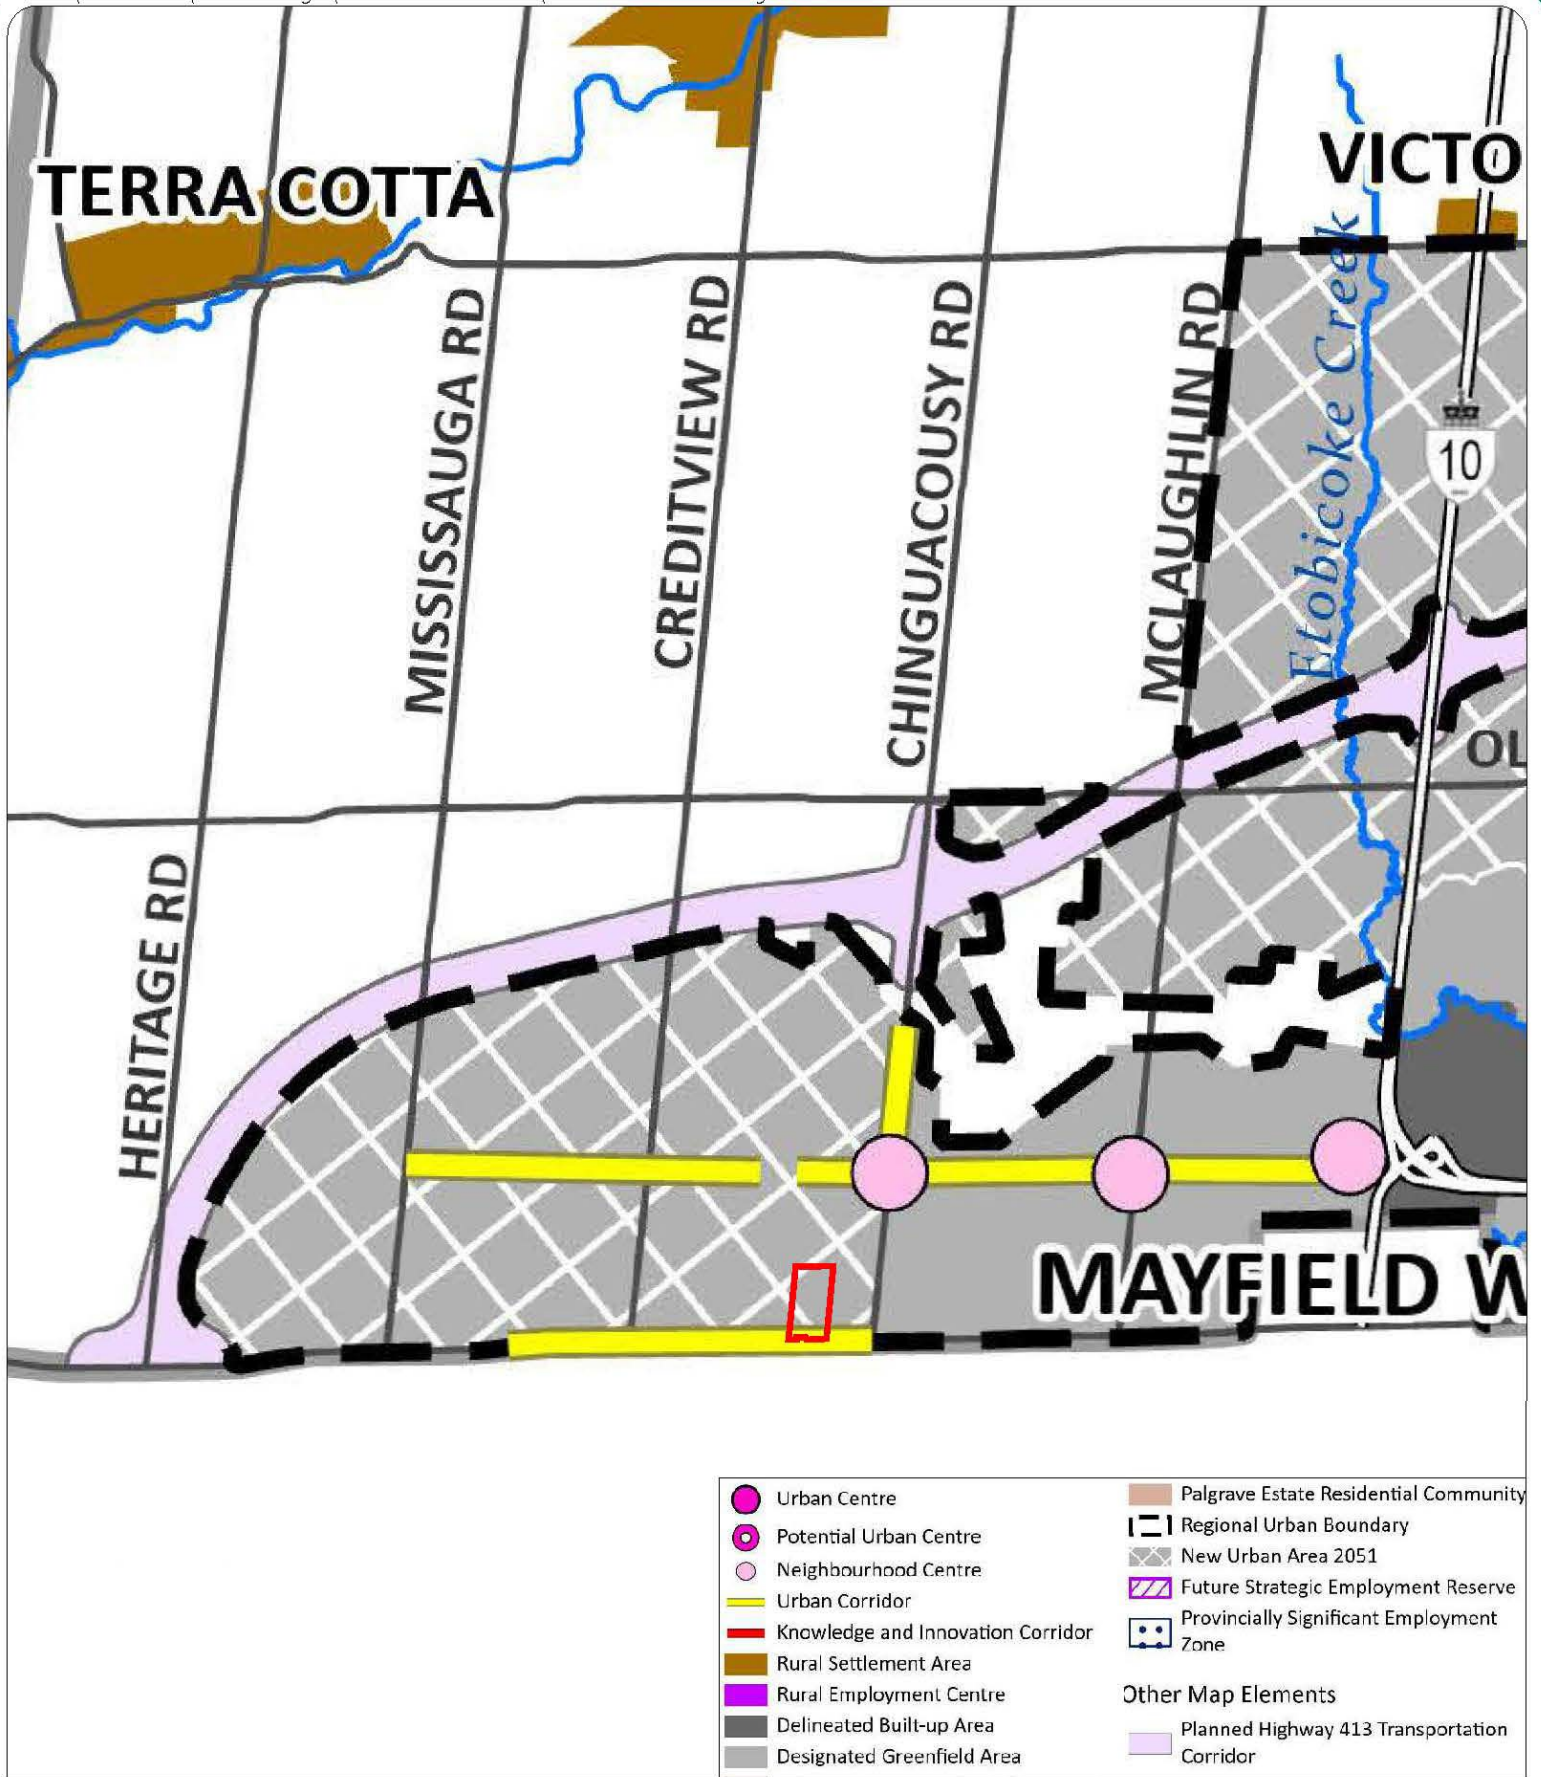 TERRA COTTA
VICTO
MISSISSAUGA RD
CREDITVIEW RD
CHINGUACOUSY RD
MCLAUGHLIN RD
Etobicoke Creek
10
OL
HERITAGE RD
MAYFIELD W
Urban Centre
Potential Urban Centre
Neighbourhood Centre
Urban Corridor
Knowledge and Innovation Corridor
Rural Settlement Area
Rural Employment Centre
Delineated Built-up Area
Designated Greenfield Area
Palgrave Estate Residential Community
Regional Urban Boundary
New Urban Area 2051
Future Strategic Employment Reserve
Provincially Significant Employment
Zone
Other Map Elements
Planned Highway 413 Transportation
Corridor